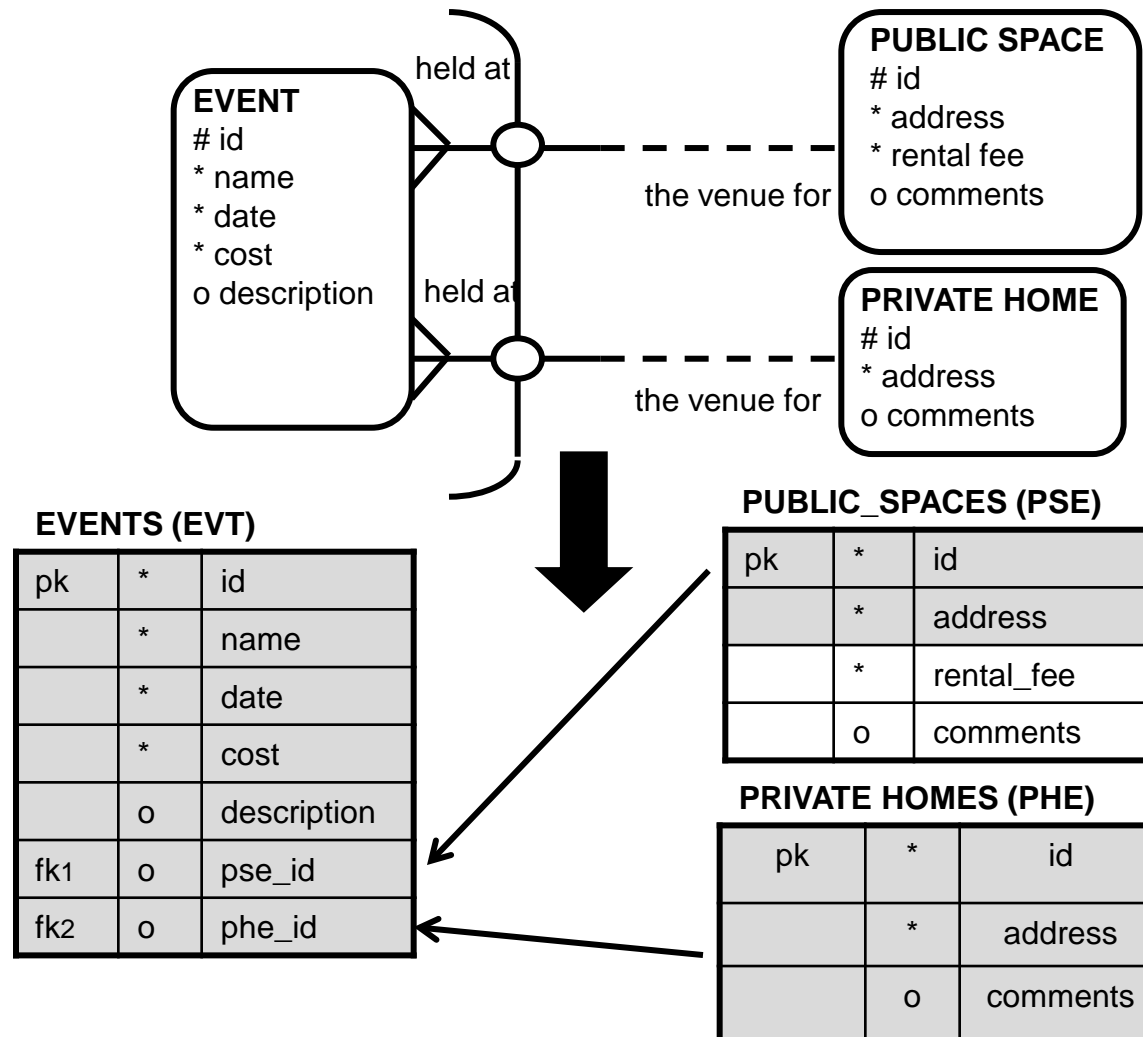 held at
EVENT
# id
* name
* date
* cost
o description
held at
PUBLIC SPACE
# id
* address
* rental fee
o comments
the venue for
PRIVATE HOME
# id
* address
o comments
the venue for
EVENTS (EVT)
pk * id
* name
* date
* cost
o description
fk1 o pse_id
fk2 o phe_id
PUBLIC_SPACES (PSE)
pk * id
* address
* rental_fee
o comments
PRIVATE HOMES (PHE)
pk * id
* address
o comments